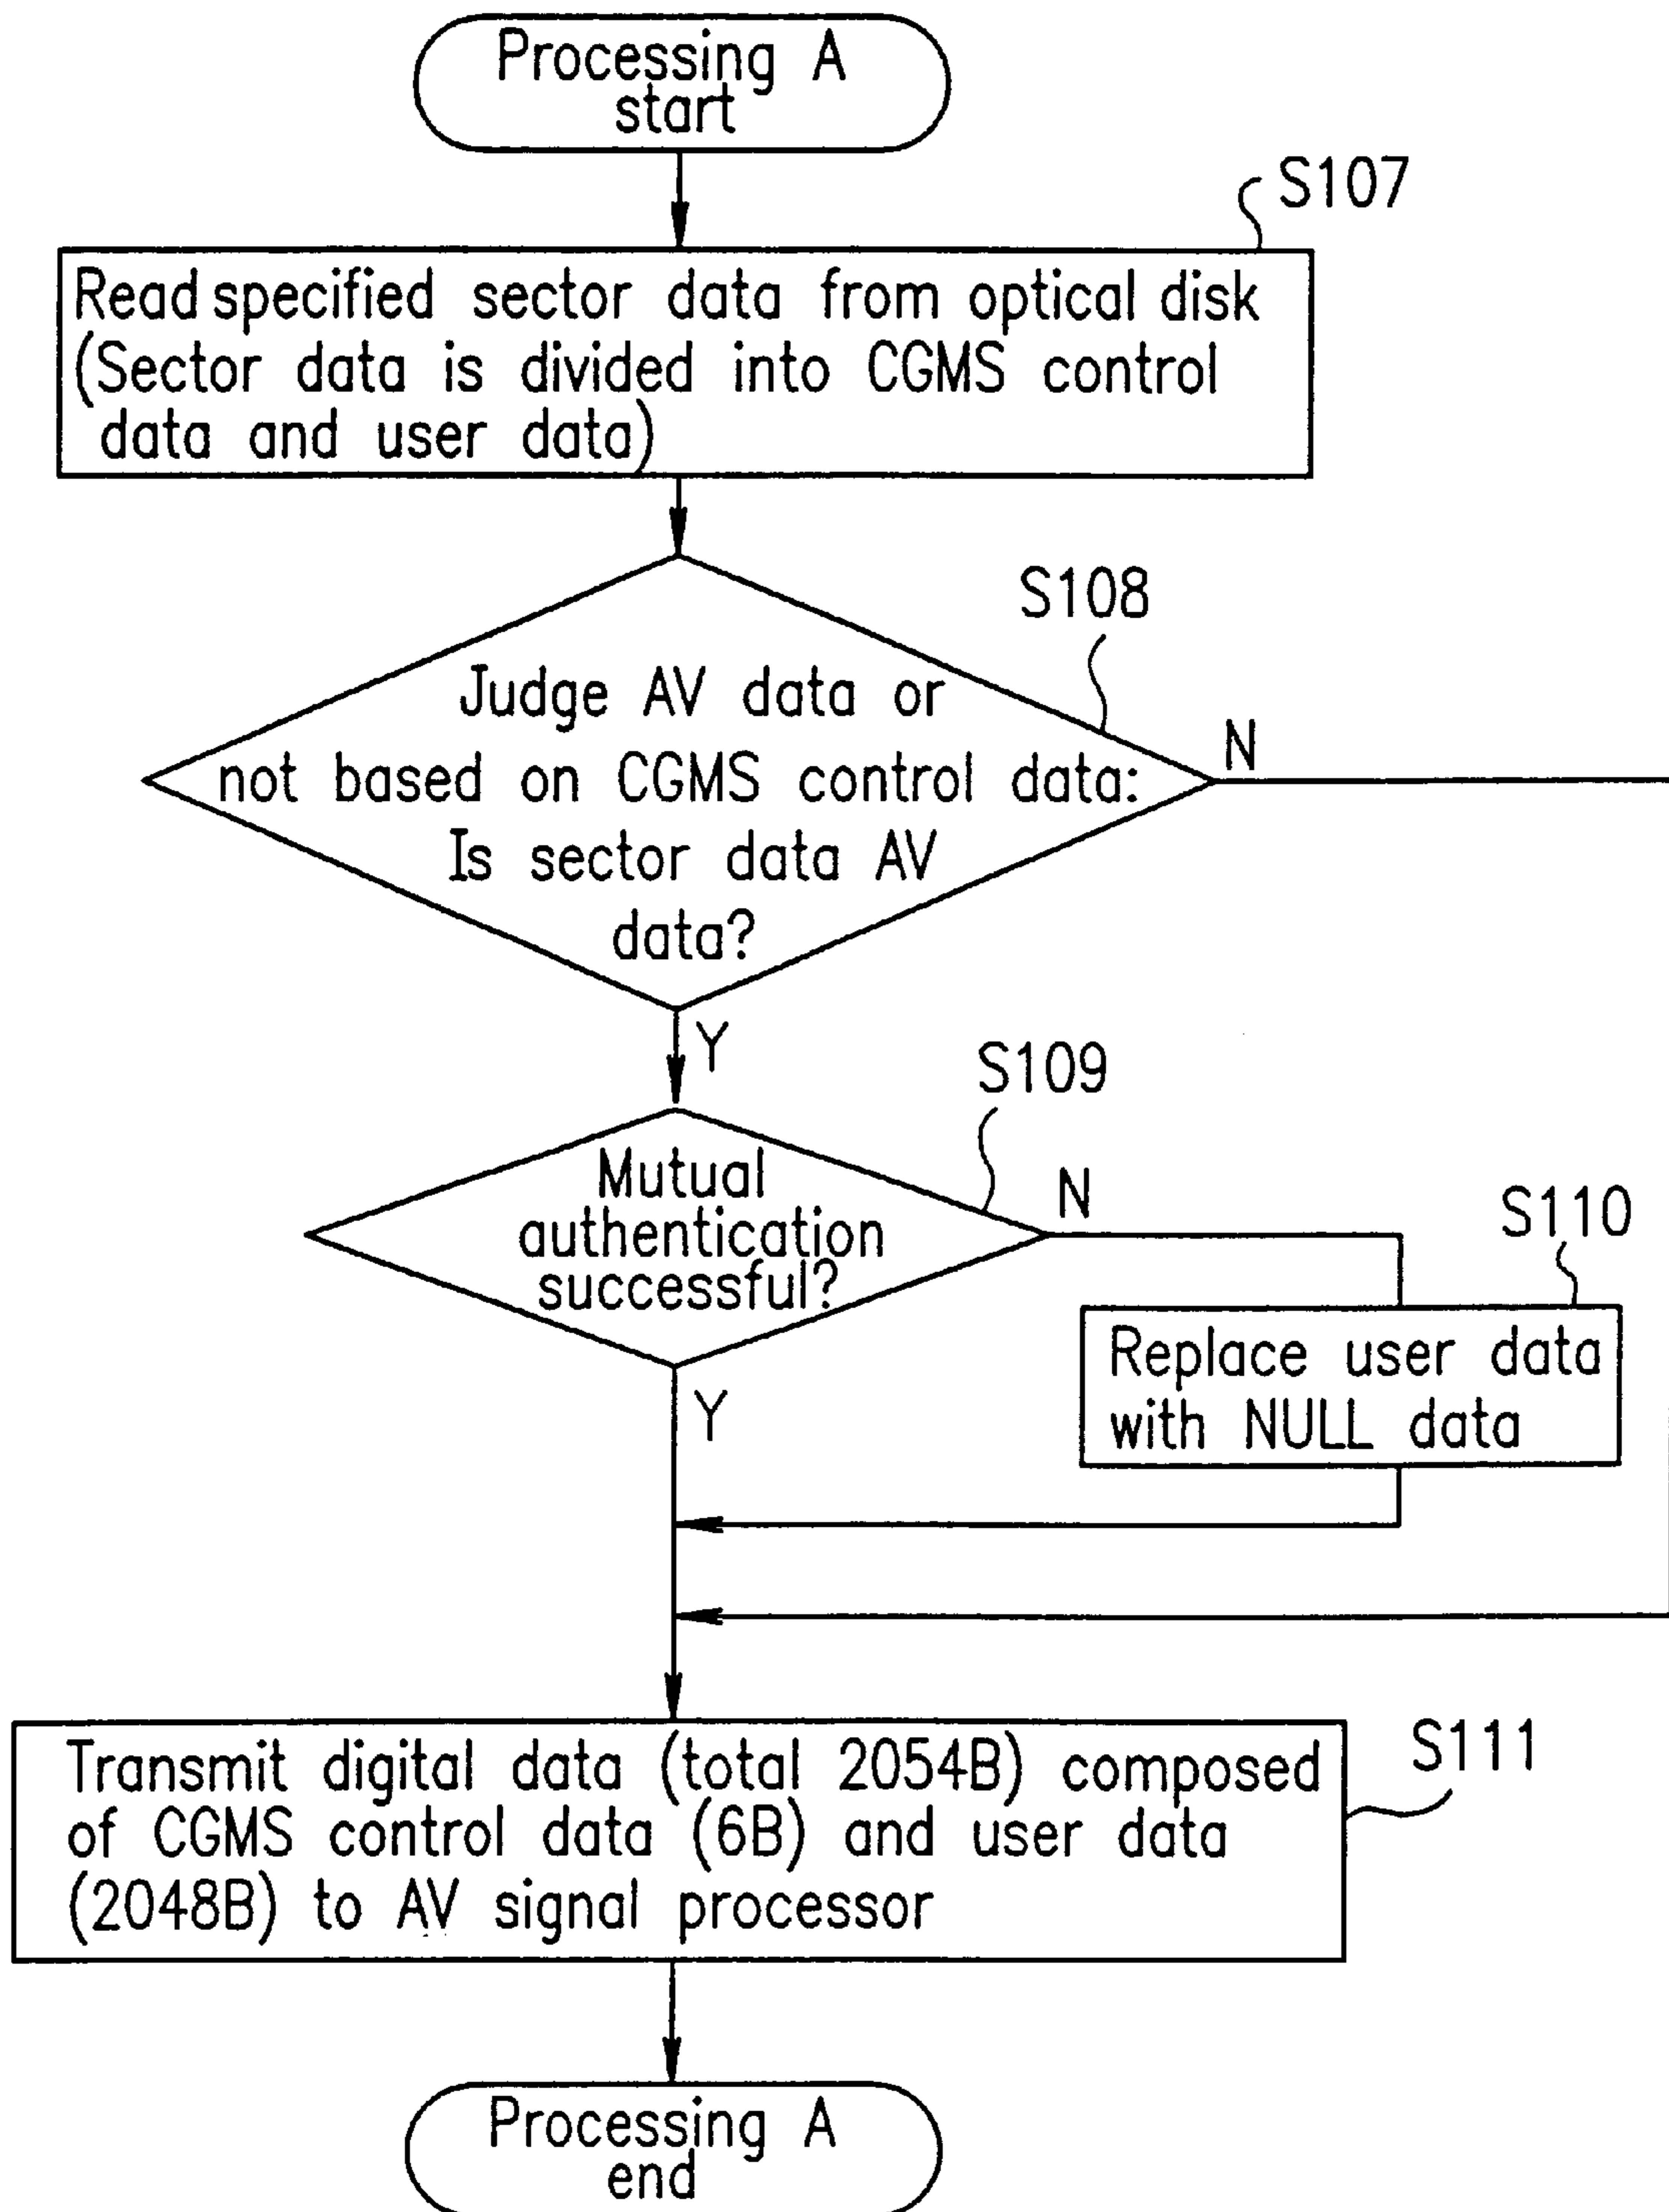 Processing A
start
S107
Read specified sector data from optical disk
(Sector data is divided into CGMS control
data and user data)
S108
Judge AV data or
not based on CGMS control data:
Is sector data AV
data?
N
Y
S109
Mutual
authentication
successful?
N
S110
Replace user data
with NULL data
Y
Transmit digital data (total 2054B) composed
of CGMS control data (6B) and user data
(2048B) to AV signal processor
S111
Processing A
end